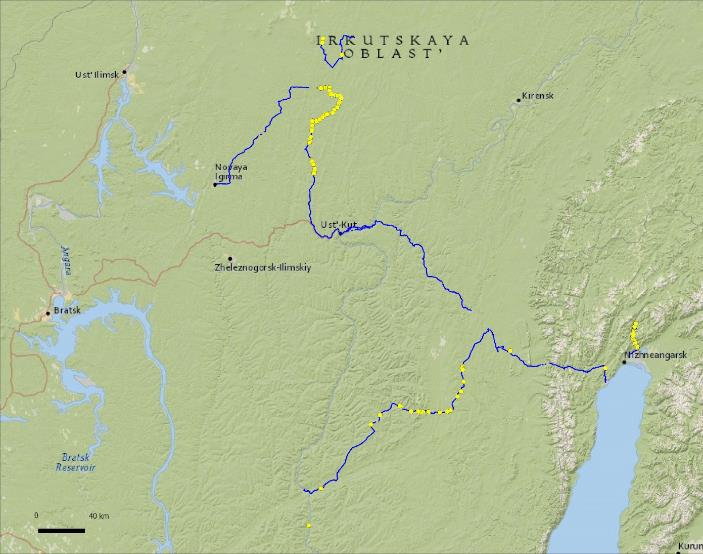 IRKUTSKAYA
OBLAST'
Ust' Ilimsk
Kirensk
Novaya
Igirma
Ust'-Kut
Angara
Zheleznogorsk-Ilimskiy
Bratsk
Nizhneangarsk
Bratsk
Reservoir
0 40 km
Kurum